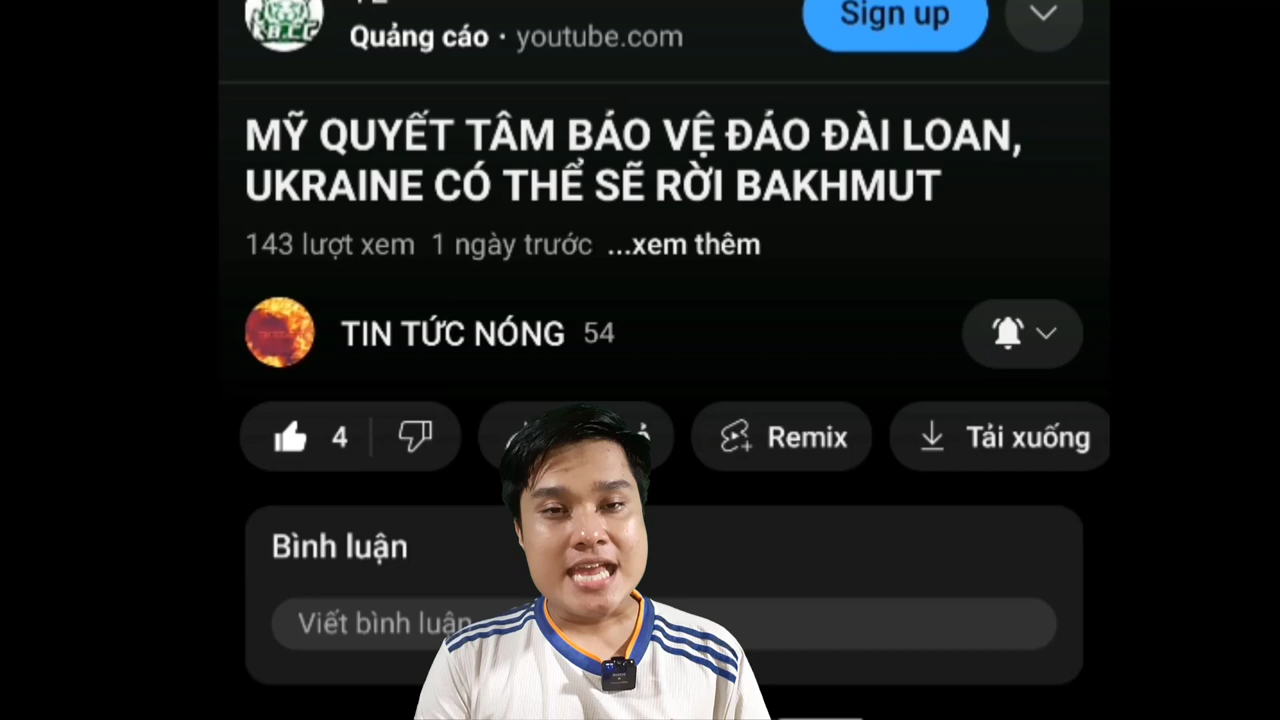 Sign up
Quảng cáo · youtube.com
MỸ QUYẾT TÂM BẢO VỆ ĐẢO ĐÀI LOAN,
UKRAINE CÓ THỂ SẼ RỜI BAKHMUT
143 lượt xem 1 ngày trước ...xem thêm
TIN TỨC NÓNG 54
4
Remix
Tải xuống
Bình luận
Viết bình luận